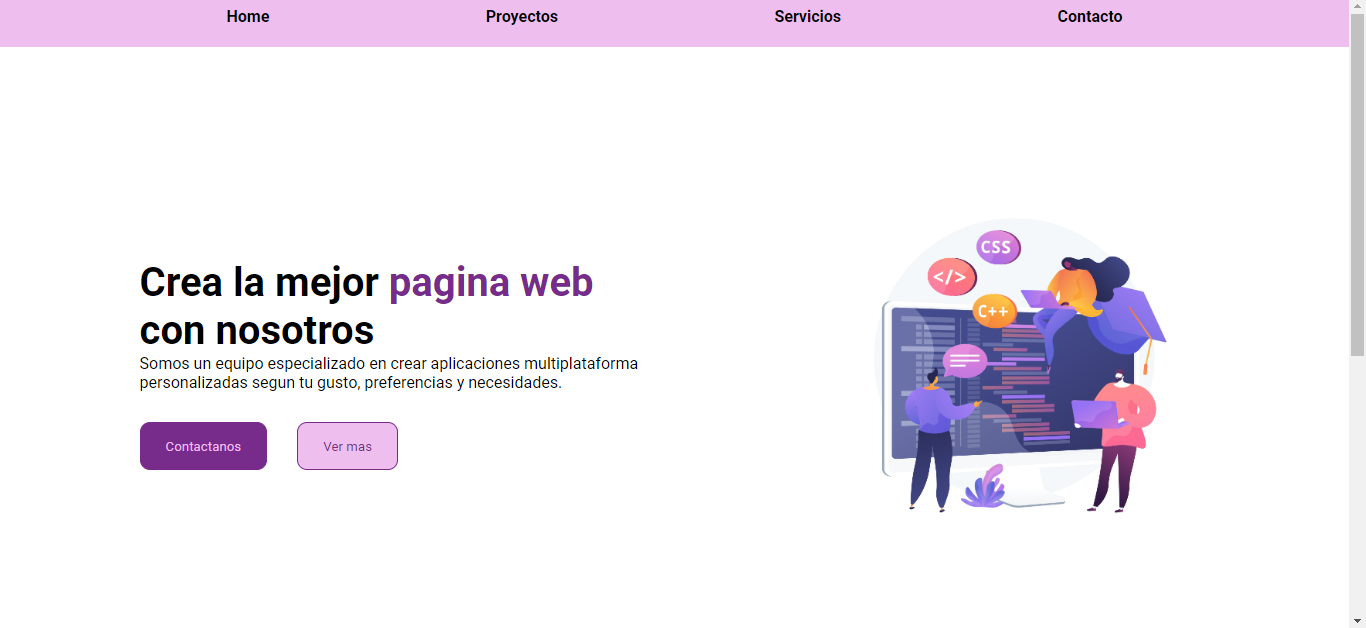 Home Proyectos Servicios Contacto
Crea la mejor pagina web
con nosotros
Somos un equipo especializado en crear aplicaciones multiplataforma
personalizadas segun tu gusto, preferencias y necesidades.
Contactanos Ver mas
CSS
</>
C++